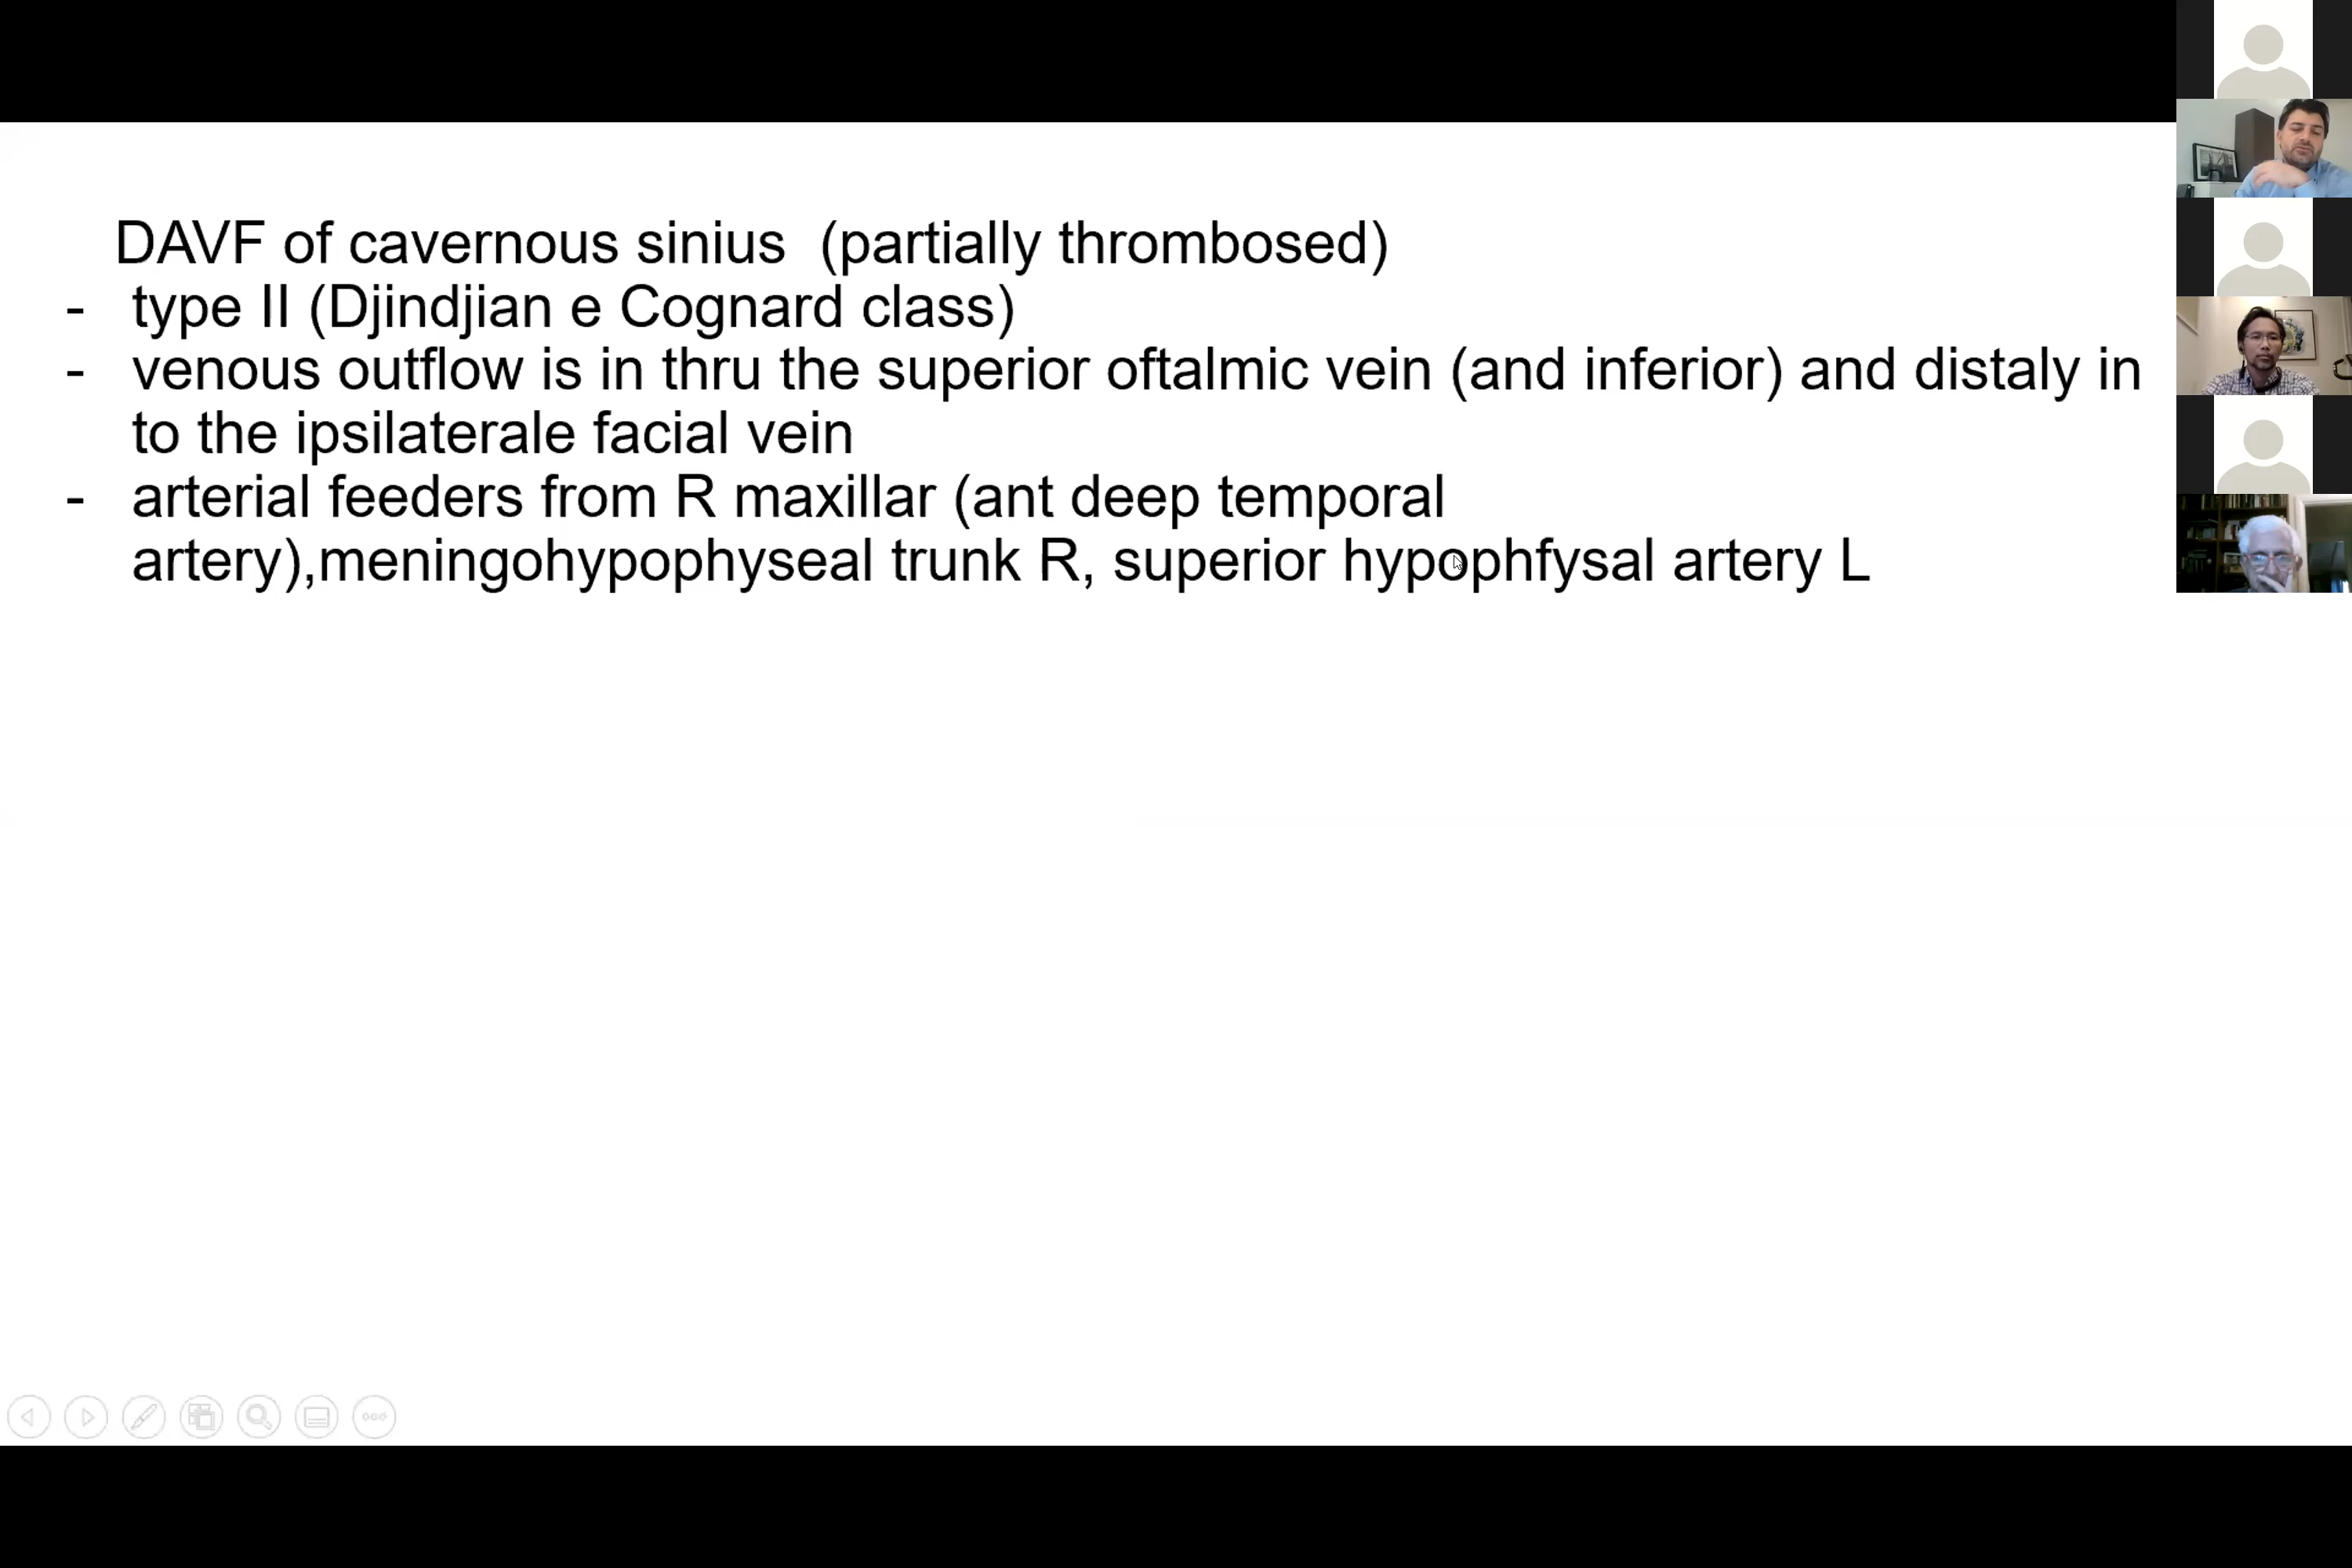 DAVF of cavernous sinius (partially thrombosed)
- type II (Djindjian e Cognard class)
- venous outflow is in thru the superior oftalmic vein (and inferior) and distaly in
to the ipsilaterale facial vein
- arterial feeders from R maxillar (ant deep temporal
artery),meningohypophyseal trunk R, superior hypophfysal artery L